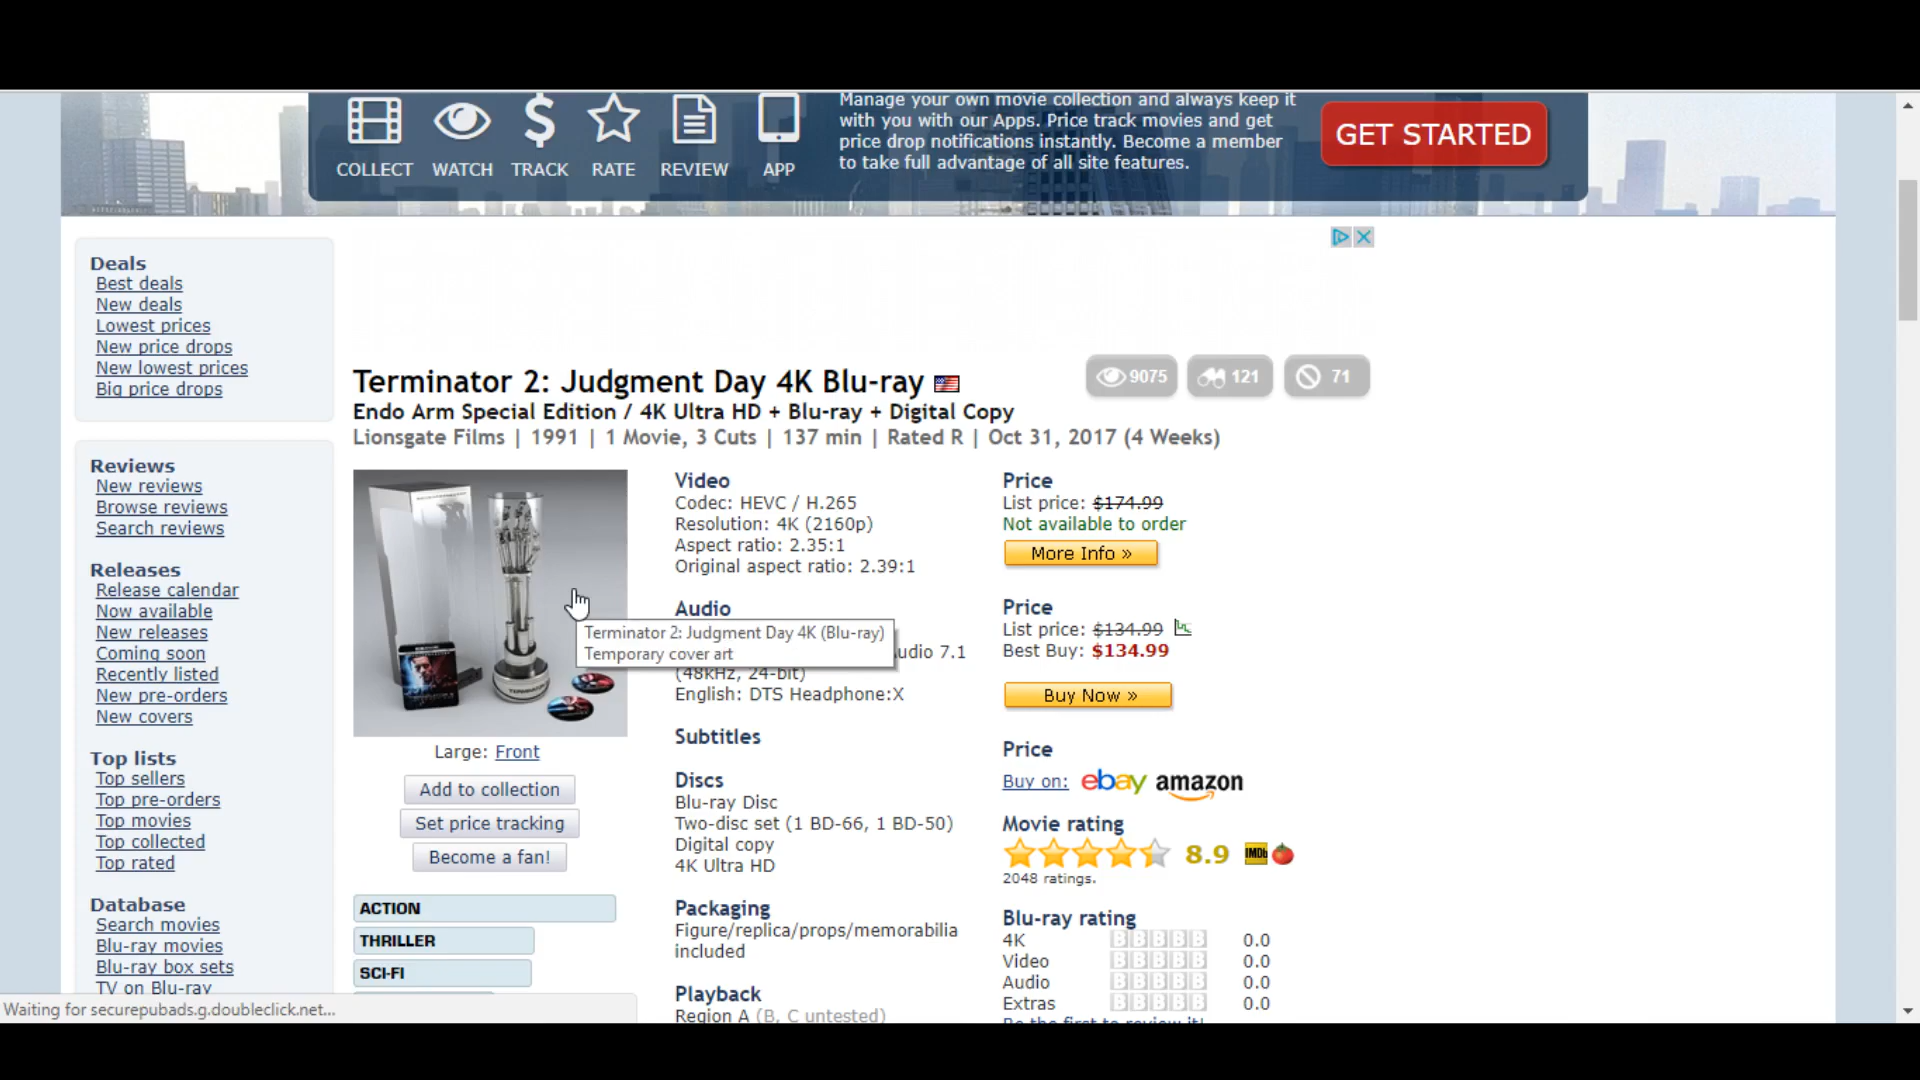 COLLECT WATCH TRACK RATE REVIEW APP
Manage your own movie collection and always keep it
with you with our Apps. Price track movies and get
price drop notifications instantly. Become a member
to take full advantage of all site features.
GET STARTED
Deals
Best deals
New deals
Lowest prices
New price drops
New lowest prices
Big price drops
Reviews
New reviews
Browse reviews
Search reviews
Releases
Release calendar
Now available
New releases
Coming soon
Recently listed
New pre-orders
New covers
Top lists
Top sellers
Top pre-orders
Top movies
Top collected
Top rated
Database
Search movies
Blu-ray movies
Blu-ray box sets
TV on Blu-ray
Waiting for securepubads.g.doubleclick.net...
Terminator 2: Judgment Day 4K Blu-ray
9075 121 71
Endo Arm Special Edition / 4K Ultra HD + Blu-ray + Digital Copy
Lionsgate Films | 1991 | 1 Movie, 3 Cuts | 137 min | Rated R | Oct 31, 2017 (4 Weeks)
Terminator 2: Judgment Day 4K (Blu-ray)
Temporary cover art
Large: Front
Add to collection
Set price tracking
Become a fan!
ACTION
THRILLER
SCI-FI
Video
Codec: HEVC / H.265
Resolution: 4K (2160p)
Aspect ratio: 2.35:1
Original aspect ratio: 2.39:1
Audio
7.1
(48kHz, 24-bit)
English: DTS Headphone:X
Subtitles
Discs
Blu-ray Disc
Two-disc set (1 BD-66, 1 BD-50)
Digital copy
4K Ultra HD
Packaging
Figure/replica/props/memorabilia
included
Playback
Region A (B, C untested)
Price
List price: $174.99
Not available to order
More Info »
Price
List price: $134.99
Best Buy: $134.99
Buy Now »
Price
Buy on: ebay amazon
Movie rating
8.9 IMDb
2048 ratings.
Blu-ray rating
4K BBBBB 0.0
Video BBBBB 0.0
Audio BBBBB 0.0
Extras BBBBB 0.0
Be the first to review it!